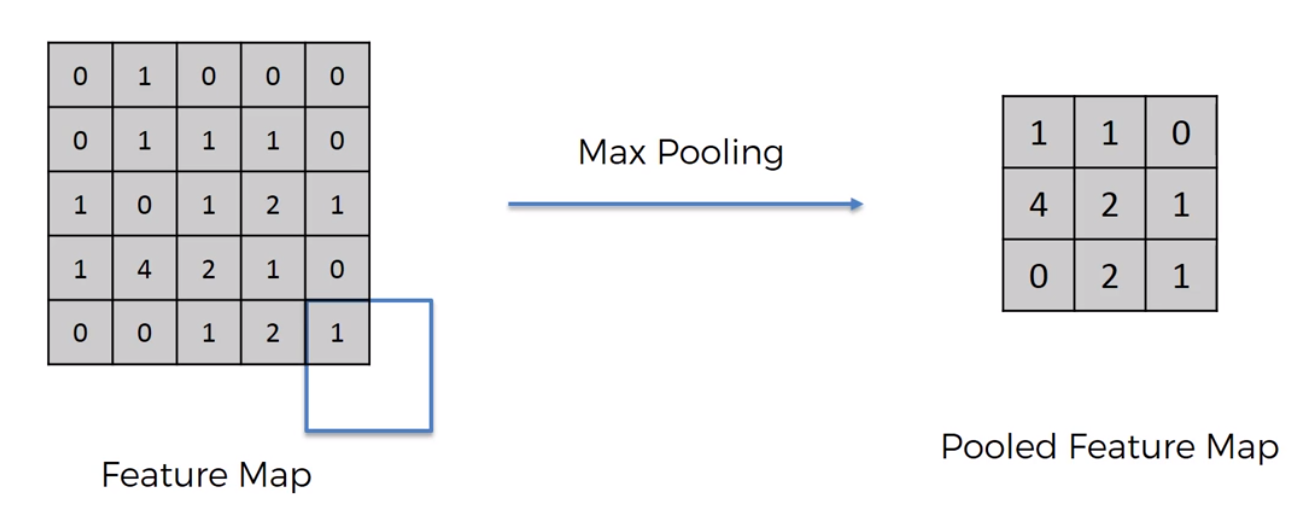 0 1 0 0 0
0 1 1 1 0
1 0 1 2 1
1 4 2 1 0
0 0 1 2 1
Feature Map
Max Pooling
1 1 0
4 2 1
0 2 1
Pooled Feature Map